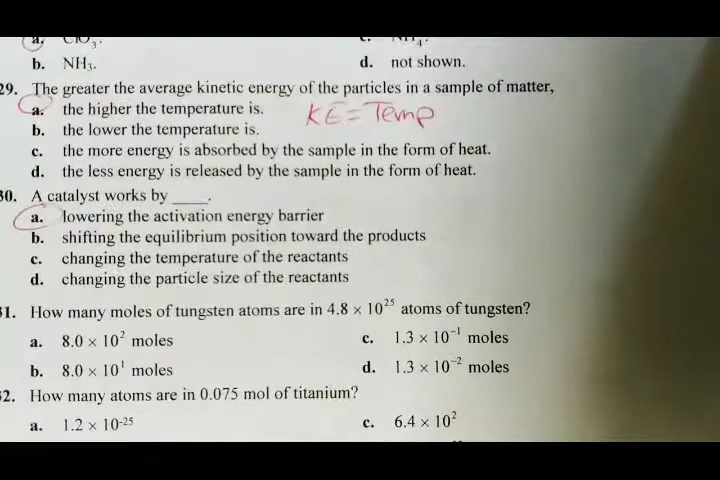 a. ClO₃.
b. NH₃.
d. not shown.
29. The greater the average kinetic energy of the particles in a sample of matter,
a. the higher the temperature is.
KE = Temp
b. the lower the temperature is.
c. the more energy is absorbed by the sample in the form of heat.
d. the less energy is released by the sample in the form of heat.
30. A catalyst works by ____.
a. lowering the activation energy barrier
b. shifting the equilibrium position toward the products
c. changing the temperature of the reactants
d. changing the particle size of the reactants
31. How many moles of tungsten atoms are in 4.8 × 10²⁵ atoms of tungsten?
a. 8.0 × 10² moles
c. 1.3 × 10⁻¹ moles
b. 8.0 × 10¹ moles
d. 1.3 × 10⁻² moles
32. How many atoms are in 0.075 mol of titanium?
a. 1.2 × 10⁻²⁵
c. 6.4 × 10²